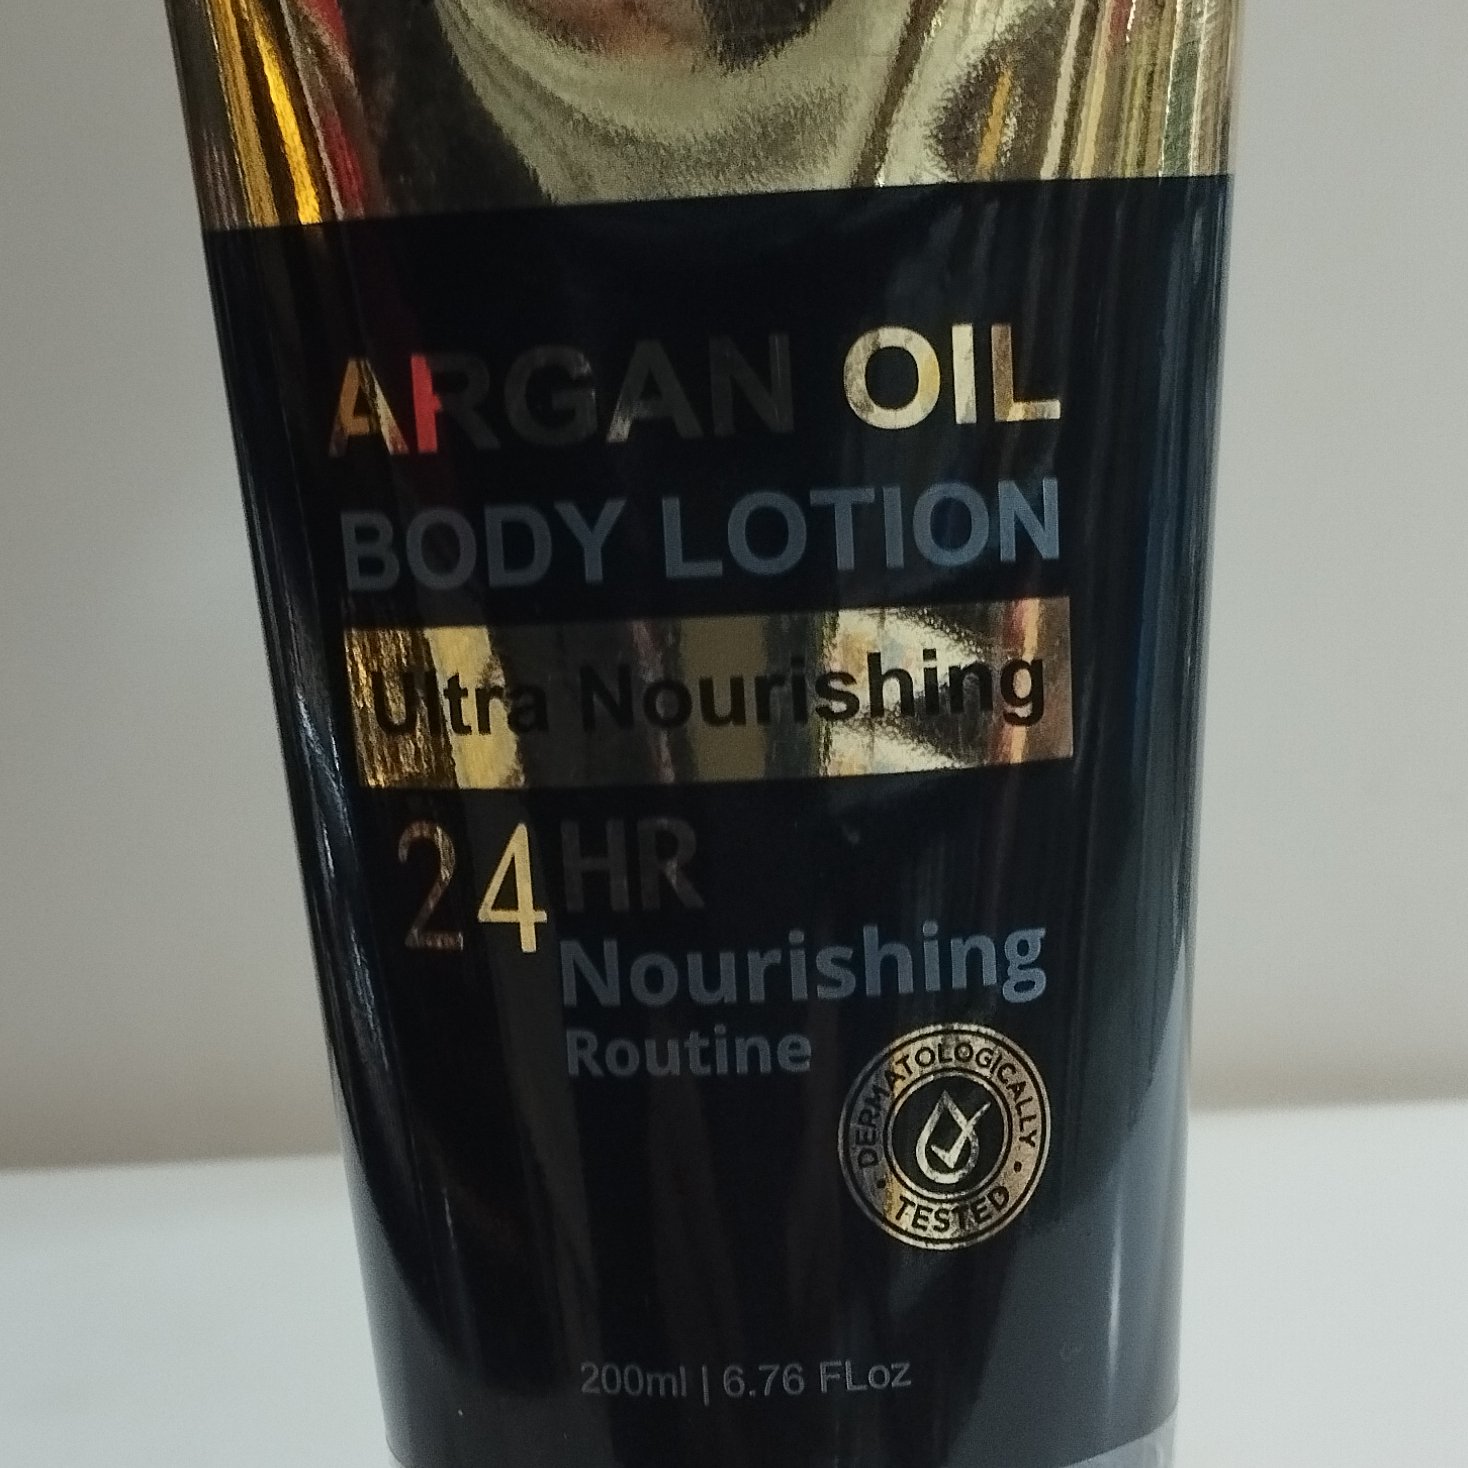 ARGAN OIL
BODY LOTION
Ultra Nourishing
24HR
Nourishing
Routine
DERMATOLOGICALLY
TESTED
200ml | 6.76 FLoz